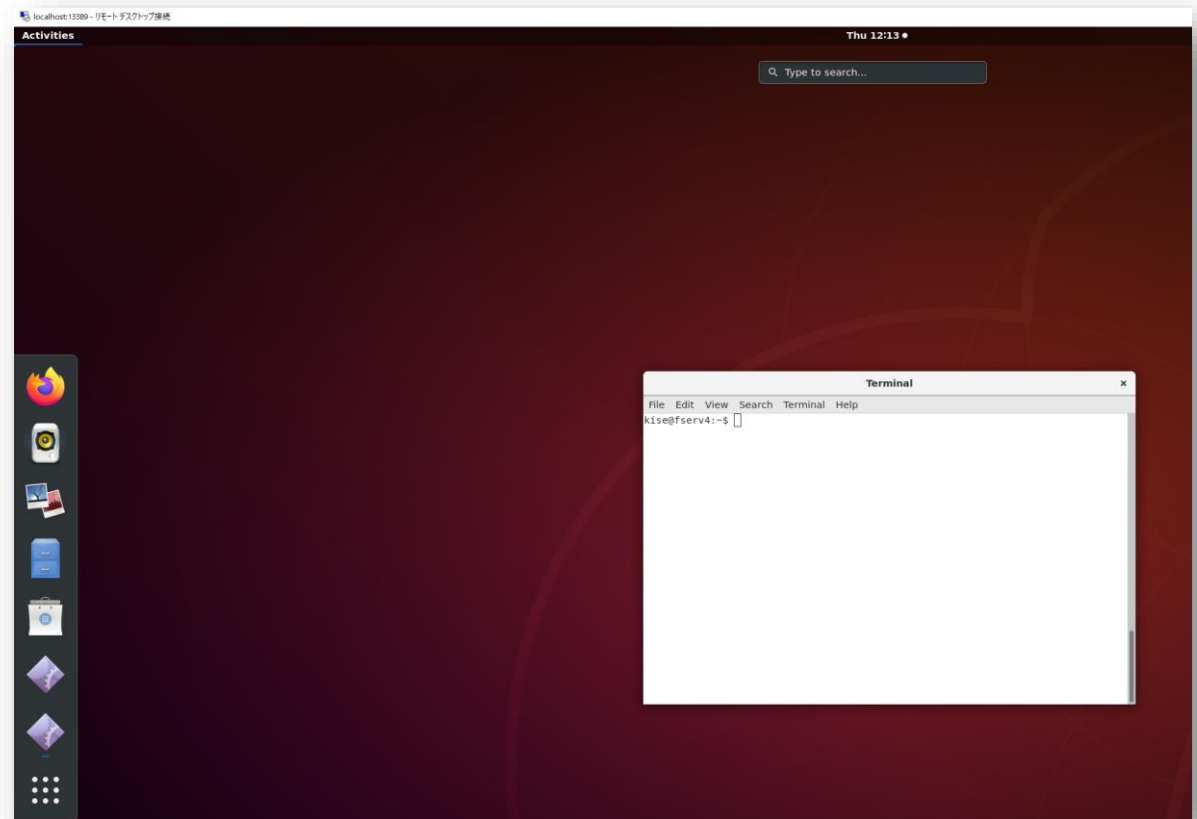 localhost:13389 - リモート デスクトップ接続
Activities
Thu 12:13
Type to search...
Terminal
File Edit View Search Terminal Help
kise@fserv4:~$